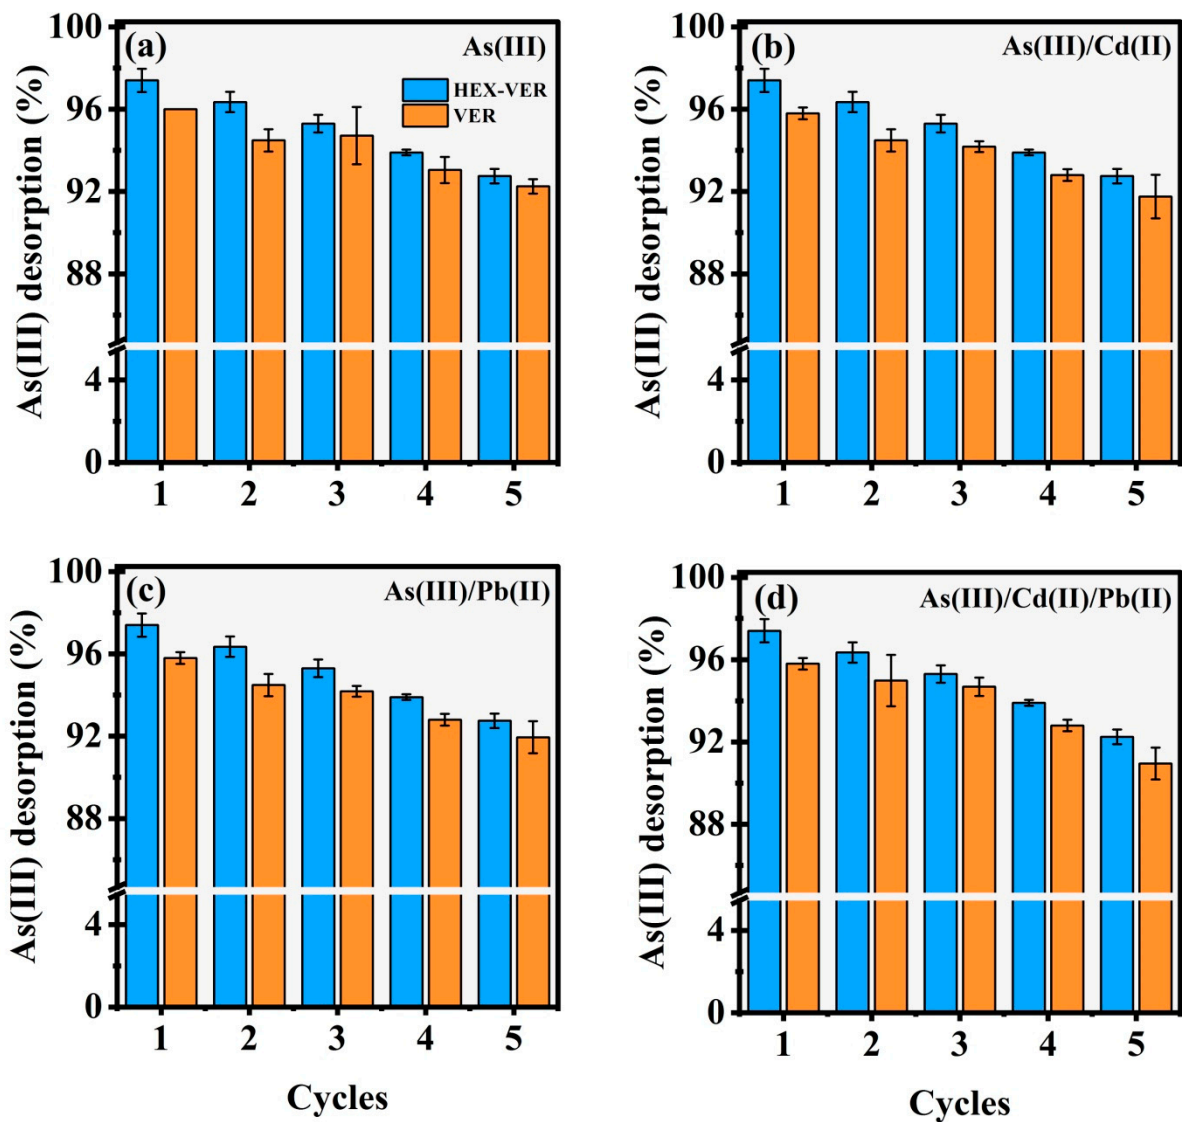 (a) As(III)
HEX-VER
VER
As(III) desorption (%)
100
96
92
88
4
0
1 2 3 4 5
(b) As(III)/Cd(II)
As(III) desorption (%)
100
96
92
88
4
0
1 2 3 4 5
(c) As(III)/Pb(II)
As(III) desorption (%)
100
96
92
88
4
0
1 2 3 4 5
Cycles
(d) As(III)/Cd(II)/Pb(II)
As(III) desorption (%)
100
96
92
88
4
0
1 2 3 4 5
Cycles